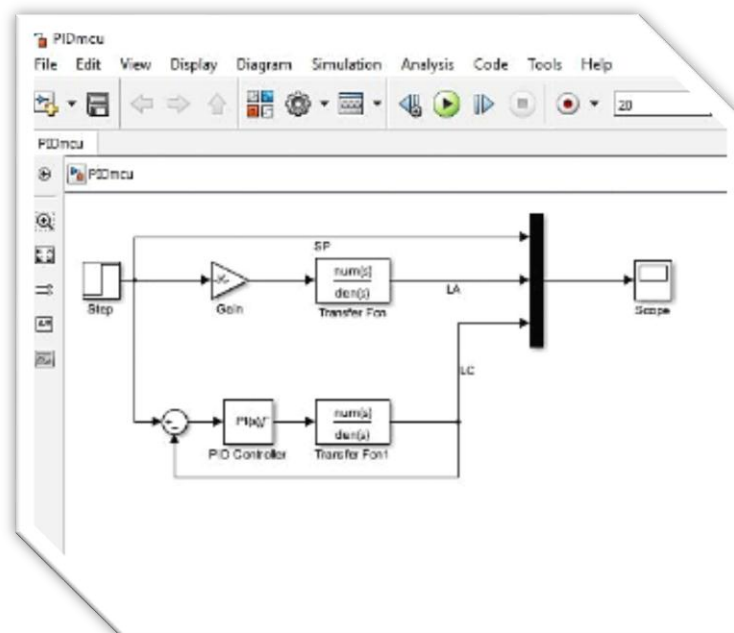 PIDmcu
File Edit View Display Diagram Simulation Analysis Code Tools Help
20
PIDmcu
PIDmcu
SP
Step
Gain
num(s)
den(s)
Transfer Fcn
LA
Scope
LC
PID Controller
num(s)
den(s)
Transfer Fcn1